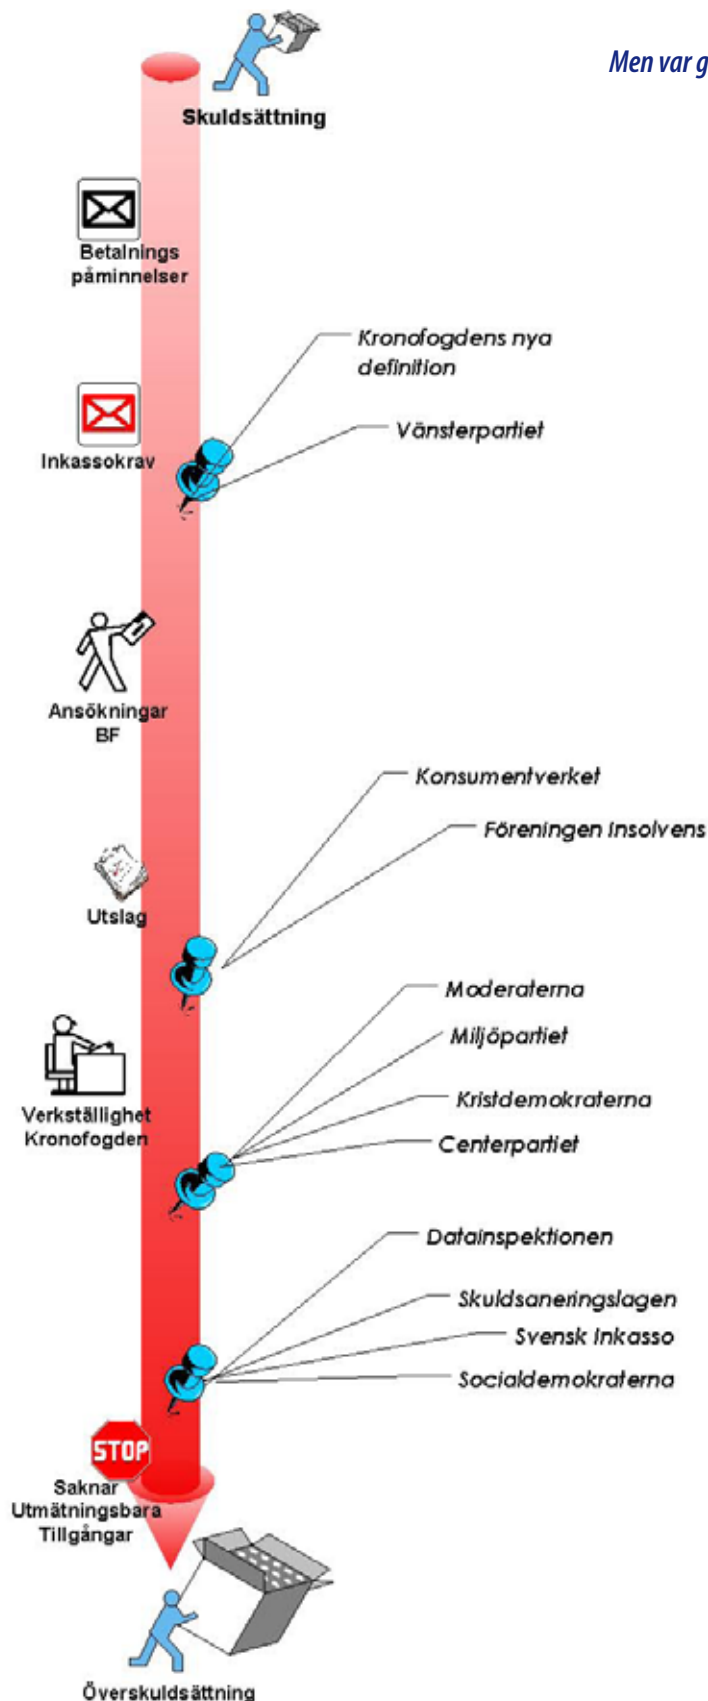 Men var g
Skuldsättning
Betalnings
påminnelser
Kronofogdens nya
definition
Vänsterpartiet
Inkassokrav
Ansökningar
BF
Konsumentverket
Föreningen Insolvens
Utslag
Moderaterna
Miljöpartiet
Verkställighet
Kronofogden
Kristdemokraterna
Centerpartiet
Datainspektionen
Skuldsaneringslagen
Svensk Inkasso
Socialdemokraterna
STOP
Saknar
Utmätningsbara
Tillgångar
Överskuldsättning